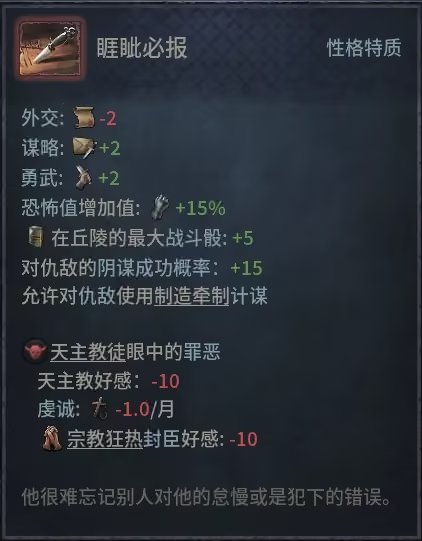 睚眦必报 性格特质
外交: -2
谋略: +2
勇武: +2
恐怖值增加值: +15%
在丘陵的最大战斗骰: +5
对仇敌的阴谋成功概率: +15
允许对仇敌使用制造牵制计谋
天主教徒眼中的罪恶
天主教好感: -10
虔诚: -1.0/月
宗教狂热封臣好感: -10
他很难忘记别人对他的怠慢或是犯下的错误。